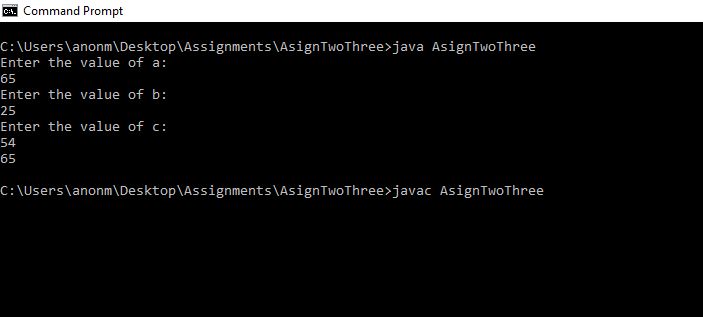 Command Prompt
C:\Users\anonm\Desktop\Assignments\AsignTwoThree>java AsignTwoThree
Enter the value of a:
65
Enter the value of b:
25
Enter the value of c:
54
65
C:\Users\anonm\Desktop\Assignments\AsignTwoThree>javac AsignTwoThree